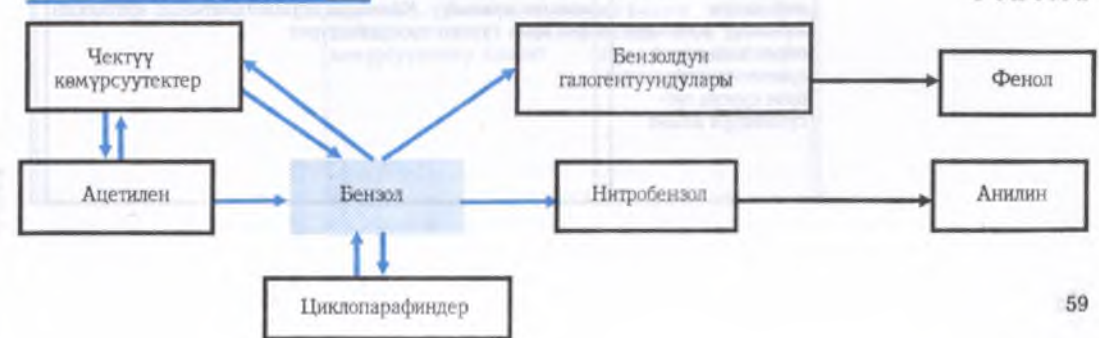 Чектүү
көмүрсуутектер
Бензолдун
галогентуундулары
Фенол
Ацетилен
Бензол
Нитробензол
Анилин
Циклопарафиндер
59